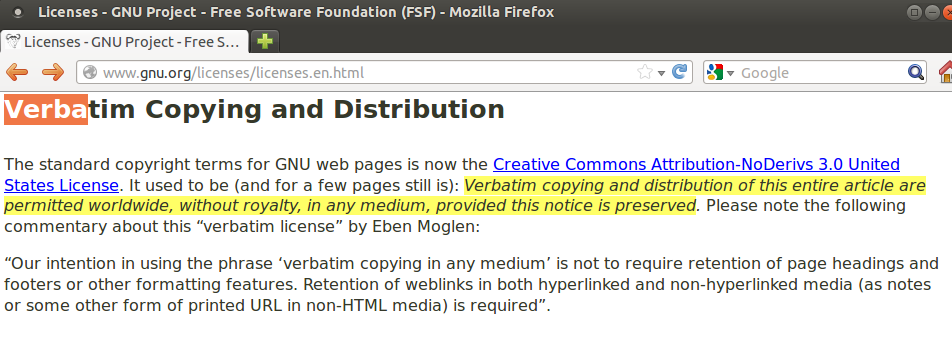 Licenses - GNU Project - Free Software Foundation (FSF) - Mozilla Firefox
Licenses - GNU Project - Free S...
www.gnu.org/licenses/licenses.en.html
Google
Verbatim Copying and Distribution
The standard copyright terms for GNU web pages is now the Creative Commons Attribution-NoDerivs 3.0 United
States License. It used to be (and for a few pages still is): Verbatim copying and distribution of this entire article are
permitted worldwide, without royalty, in any medium, provided this notice is preserved. Please note the following
commentary about this “verbatim license” by Eben Moglen:
“Our intention in using the phrase ‘verbatim copying in any medium’ is not to require retention of page headings and
footers or other formatting features. Retention of weblinks in both hyperlinked and non-hyperlinked media (as notes
or some other form of printed URL in non-HTML media) is required”.